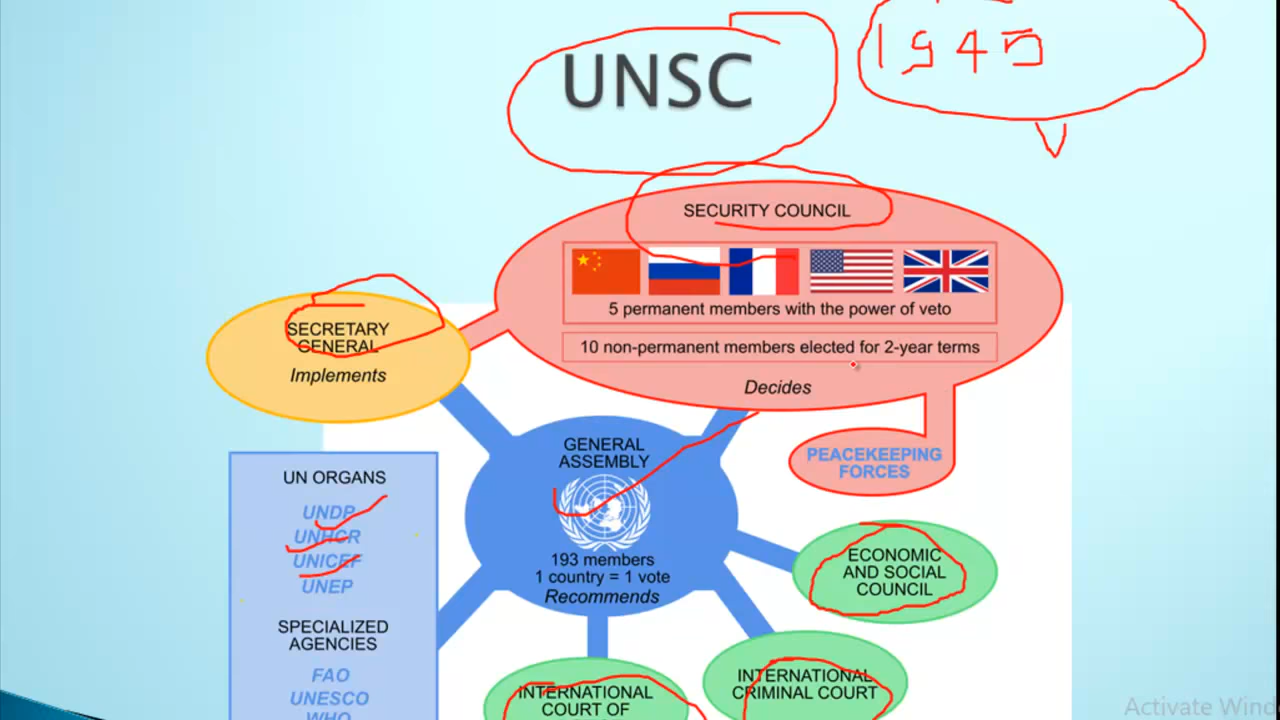 UNSC
1945
SECURITY COUNCIL
5 permanent members with the power of veto
10 non-permanent members elected for 2-year terms
Decides
SECRETARY
GENERAL
Implements
PEACEKEEPING
FORCES
GENERAL
ASSEMBLY
193 members
1 country = 1 vote
Recommends
UN ORGANS
UNDP
UNHCR
UNICEF
UNEP
SPECIALIZED
AGENCIES
FAO
UNESCO
WHO
ECONOMIC
AND SOCIAL
COUNCIL
INTERNATIONAL
CRIMINAL COURT
INTERNATIONAL
COURT OF
Activate Wind